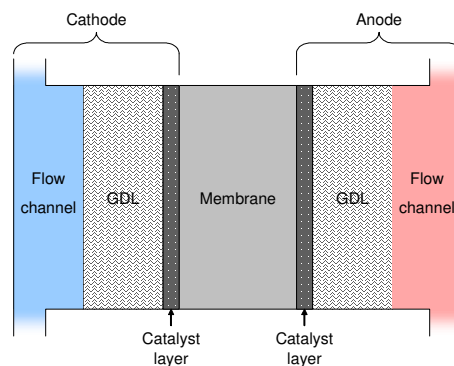 Cathode
Anode
Flow
channel
GDL
Membrane
GDL
Flow
channel
Catalyst
layer
Catalyst
layer